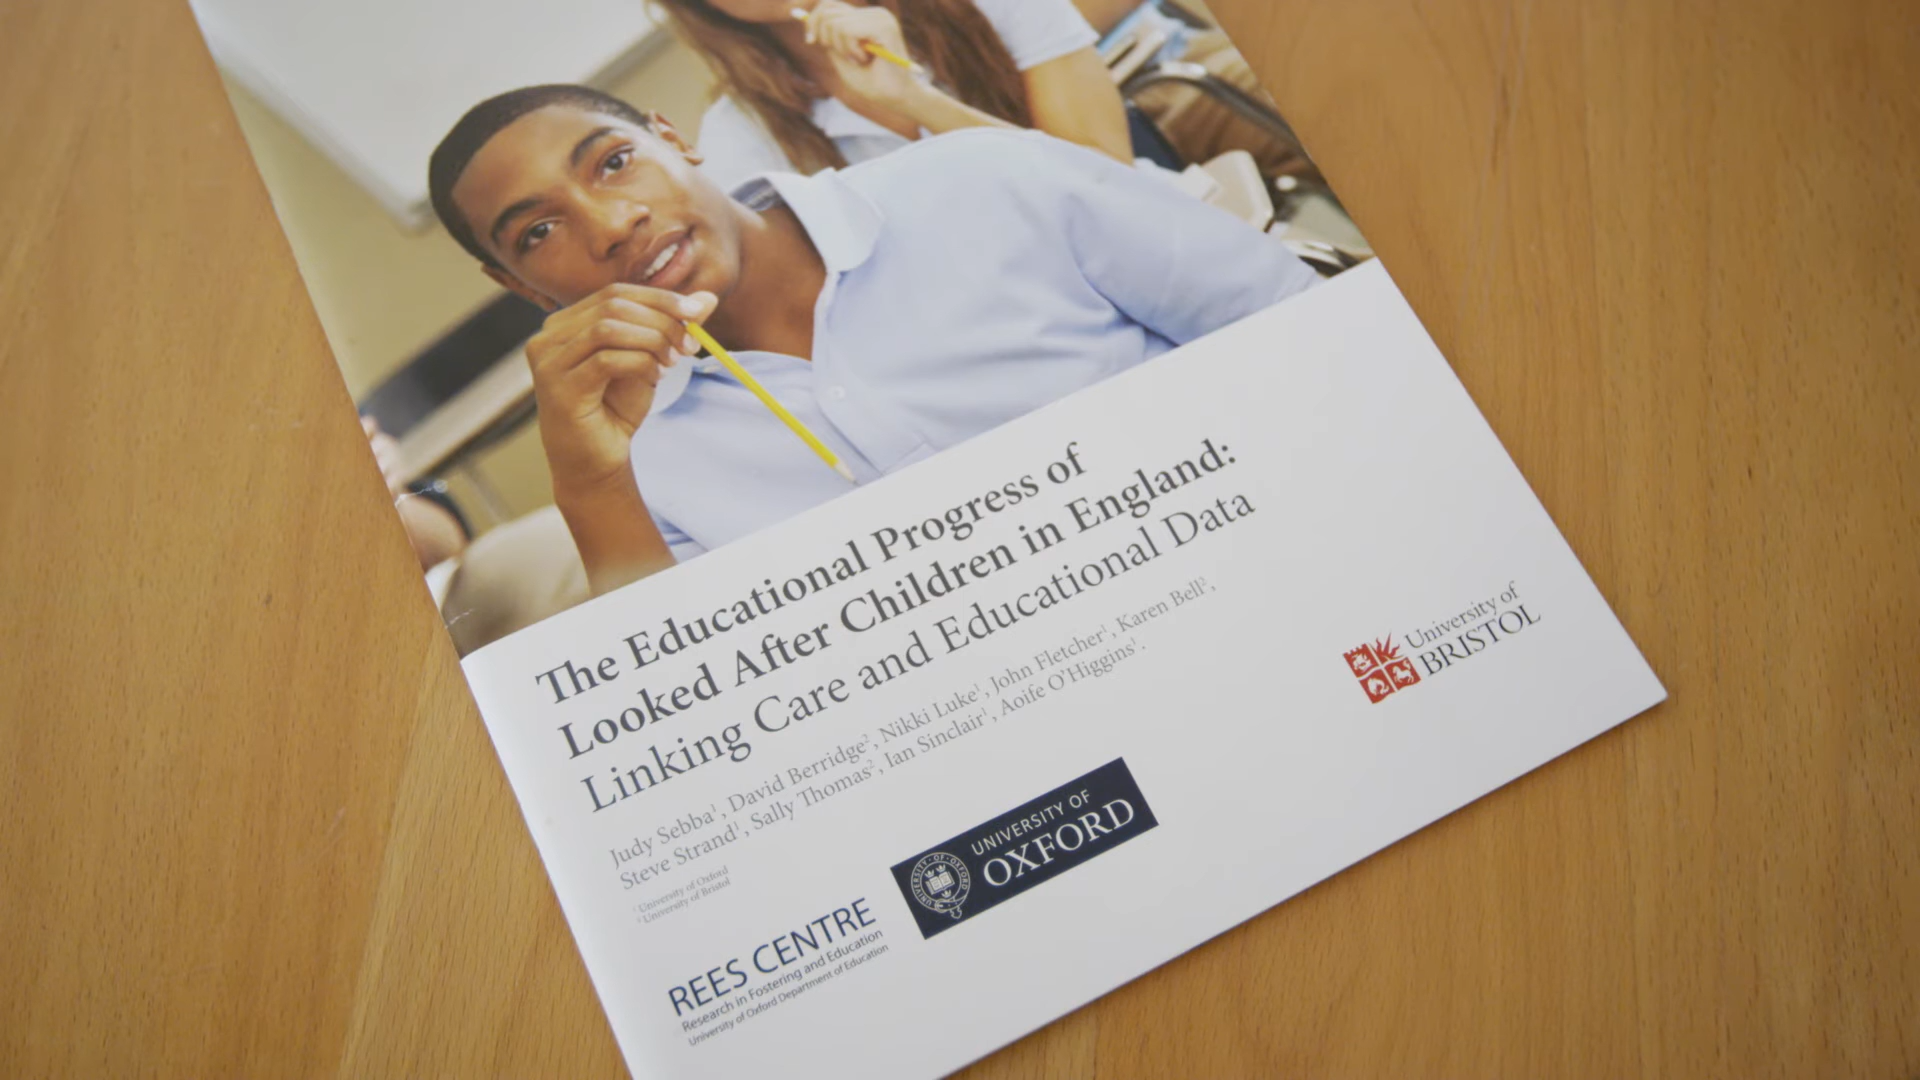 The Educational Progress of
Looked After Children in England:
Linking Care and Educational Data
Judy Sebba¹, David Berridge², Nikki Luke¹, John Fletcher¹, Karen Bell²,
Steve Strand¹, Sally Thomas², Ian Sinclair¹, Aoife O'Higgins¹.
¹ University of Oxford
² University of Bristol
REES CENTRE
Research in Fostering and Education
University of Oxford Department of Education
UNIVERSITY OF
OXFORD
UNIVERSITY·OF·OXFORD
University of
BRISTOL